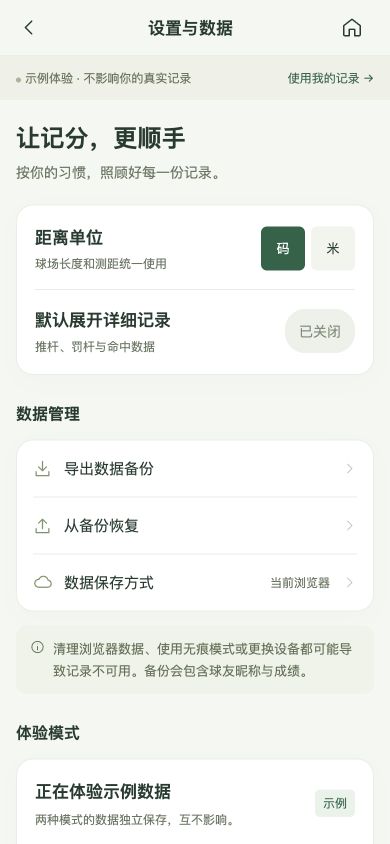 设置与数据
示例体验 · 不影响你的真实记录
使用我的记录 →
让记分，更顺手
按你的习惯，照顾好每一份记录。
距离单位
球场长度和测距统一使用
码
米
默认展开详细记录
推杆、罚杆与命中数据
已关闭
数据管理
导出数据备份
从备份恢复
数据保存方式
当前浏览器
清理浏览器数据、使用无痕模式或更换设备都可能导
致记录不可用。备份会包含球友昵称与成绩。
体验模式
正在体验示例数据
两种模式的数据独立保存，互不影响。
示例